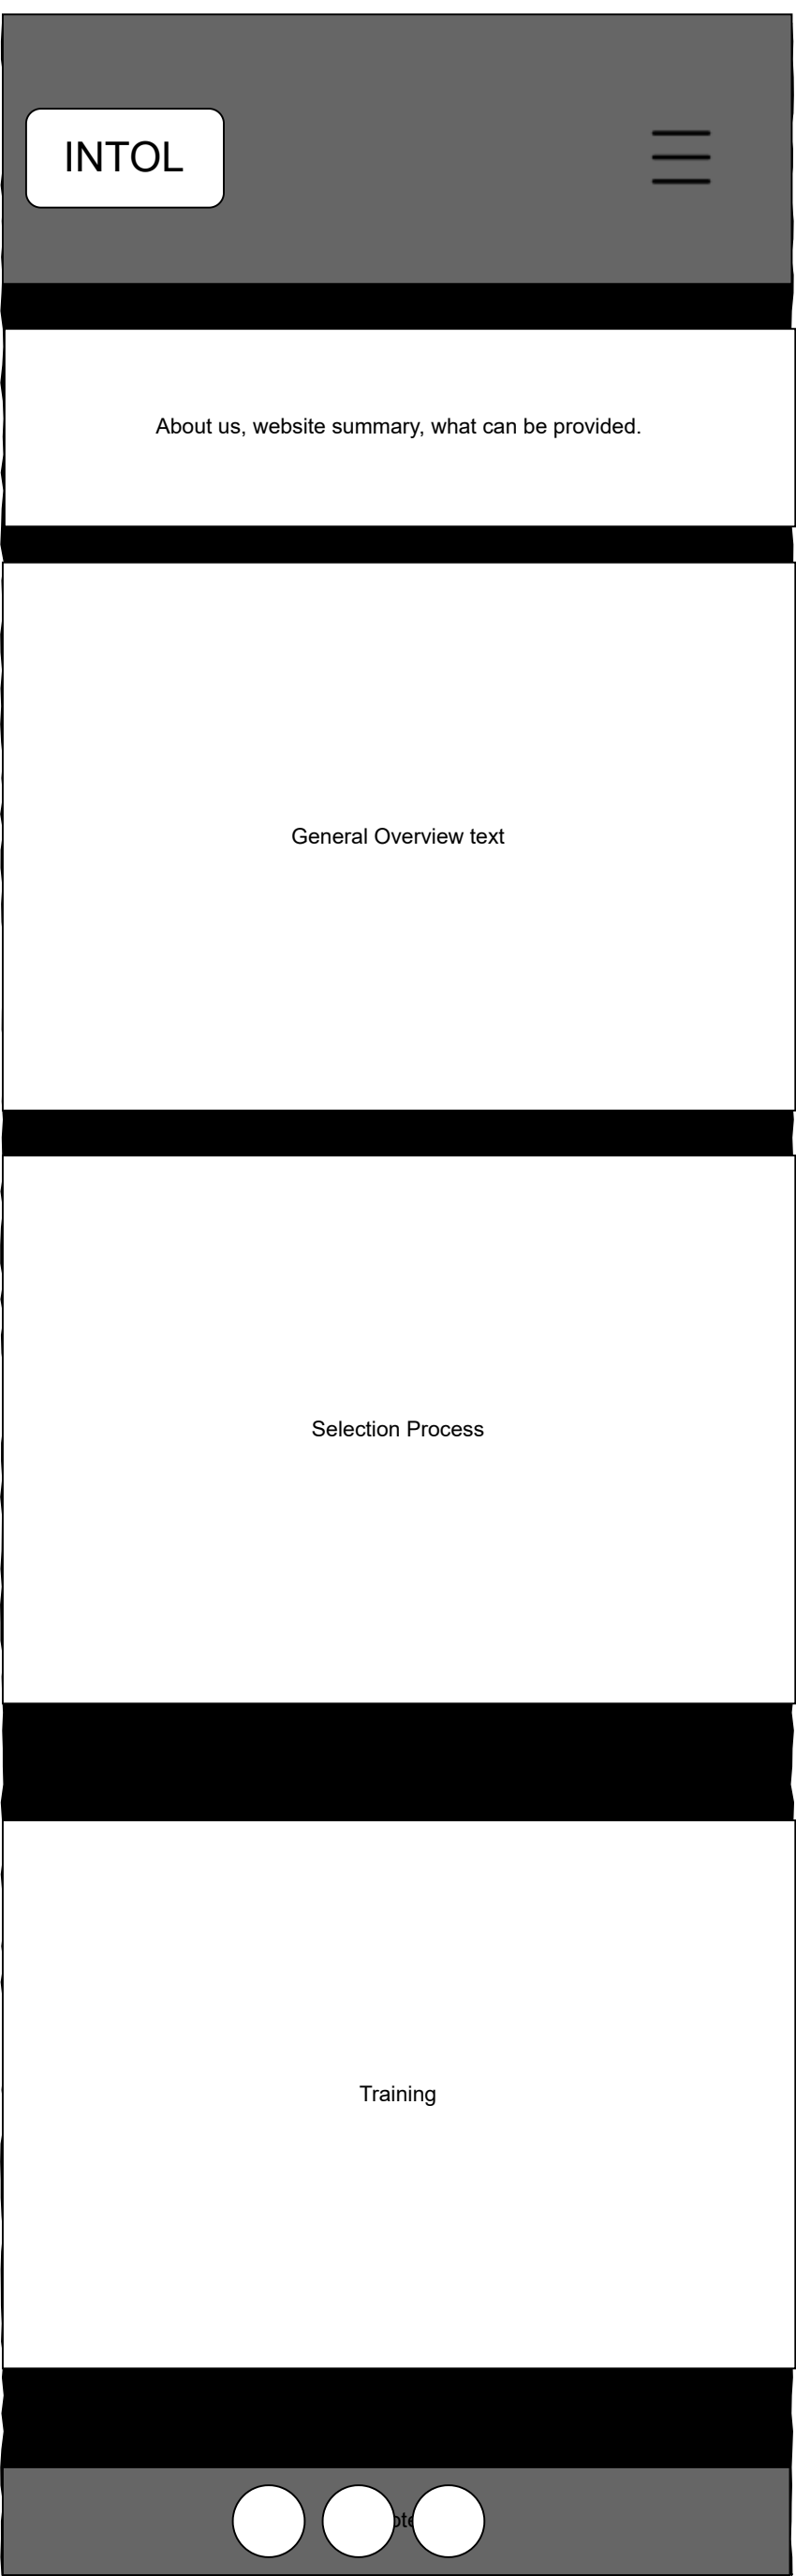 INTOL
About us, website summary, what can be provided.
General Overview text
Selection Process
Training